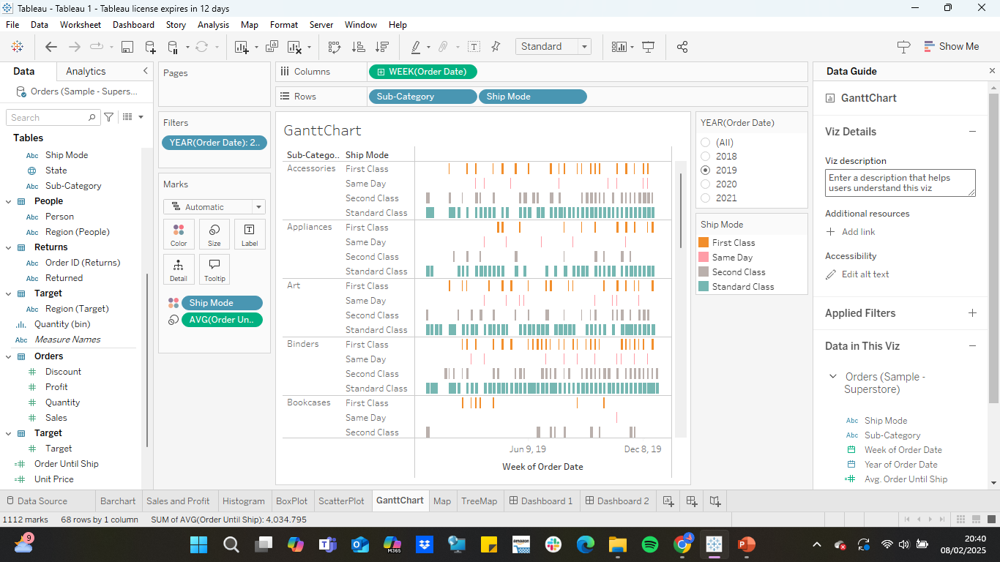 Tableau - Tableau 1 - Tableau license expires in 12 days
File Data Worksheet Dashboard Story Analysis Map Format Server Window Help
Standard
Show Me
Data Analytics
Orders (Sample - Supers...
Search
Tables
Abc Ship Mode
State
Abc Sub-Category
People
Abc Person
Abc Region (People)
Returns
Abc Order ID (Returns)
Abc Returned
Target
Abc Region (Target)
Quantity (bin)
Abc Measure Names
Orders
Discount
Profit
Quantity
Sales
Target
Target
Order Until Ship
Unit Price
Pages
Filters
YEAR(Order Date): 2..
Marks
Automatic
Color Size Label
Detail Tooltip
Ship Mode
AVG(Order Un..
Columns WEEK(Order Date)
Rows Sub-Category Ship Mode
GanttChart
Sub-Catego.. Ship Mode
Accessories First Class
Same Day
Second Class
Standard Class
Appliances First Class
Same Day
Second Class
Standard Class
Art First Class
Same Day
Second Class
Standard Class
Binders First Class
Same Day
Second Class
Standard Class
Bookcases First Class
Same Day
Second Class
Jun 9, 19 Dec 8, 19
Week of Order Date
YEAR(Order Date)
(All)
2018
2019
2020
2021
Ship Mode
First Class
Same Day
Second Class
Standard Class
Data Guide
GanttChart
Viz Details
Viz description
Enter a description that helps
users understand this viz
Additional resources
Add link
Accessibility
Edit alt text
Applied Filters
Data in This Viz
Orders (Sample -
Superstore)
Abc Ship Mode
Abc Sub-Category
Week of Order Date
Year of Order Date
Avg. Order Until Ship
Data Source Barchart Sales and Profit Histogram BoxPlot ScatterPlot GanttChart Map TreeMap Dashboard 1 Dashboard 2
1112 marks 68 rows by 1 column SUM of AVG(Order Until Ship): 4,034.795
9
M365
amazon
20:40
08/02/2025